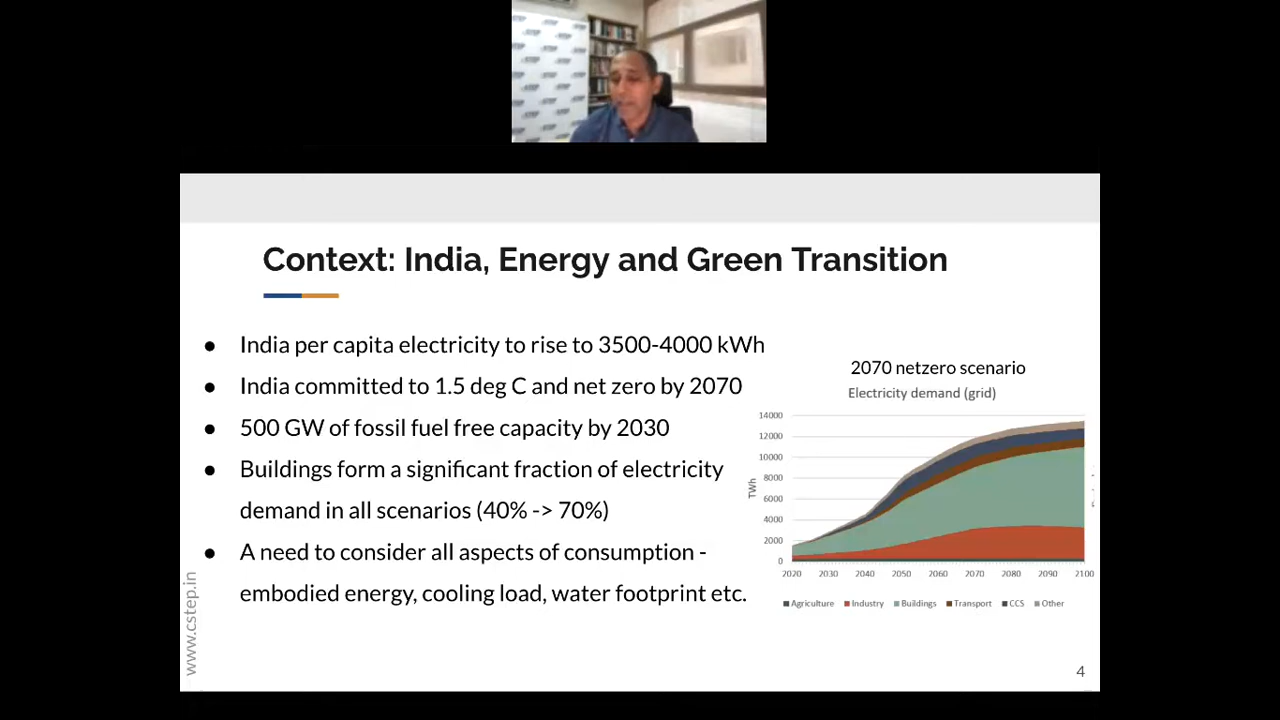 Context: India, Energy and Green Transition
● India per capita electricity to rise to 3500-4000 kWh
● India committed to 1.5 deg C and net zero by 2070
● 500 GW of fossil fuel free capacity by 2030
● Buildings form a significant fraction of electricity
demand in all scenarios (40% -> 70%)
● A need to consider all aspects of consumption -
embodied energy, cooling load, water footprint etc.
2070 netzero scenario
Electricity demand (grid)
TWh
14000
12000
10000
8000
6000
4000
2000
0
2020 2030 2040 2050 2060 2070 2080 2090 2100
Agriculture Industry Buildings Transport CCS Other
www.cstep.in
4